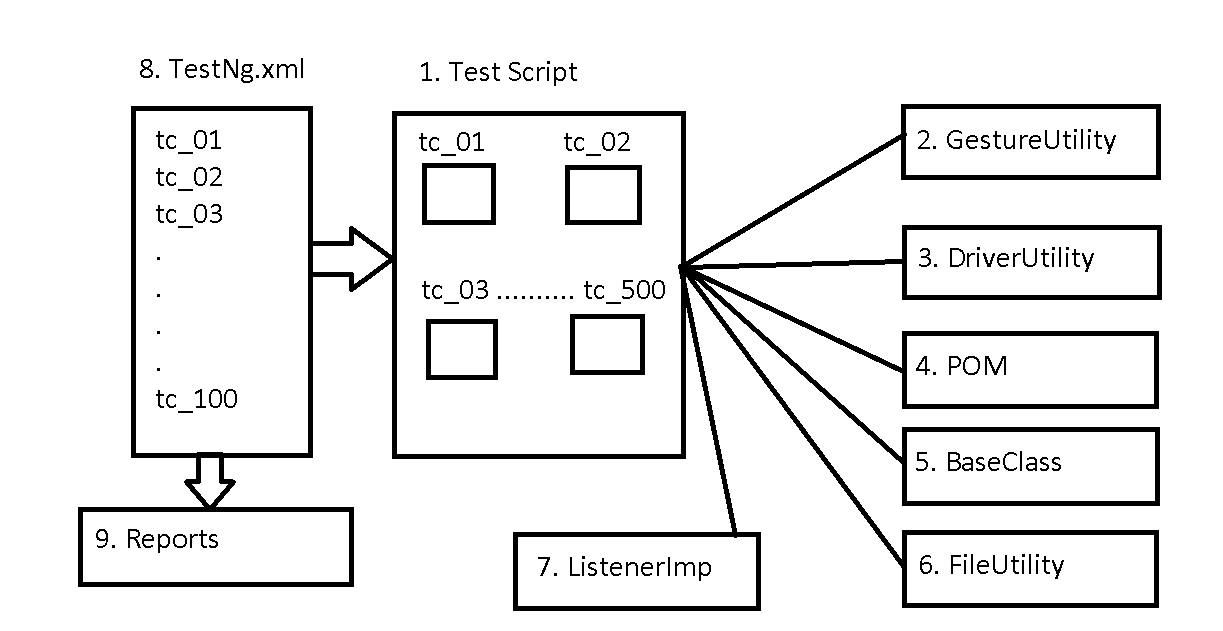 8. TestNg.xml
tc_01
tc_02
tc_03
.
.
.
.
tc_100
9. Reports
1. Test Script
tc_01 tc_02
tc_03 .......... tc_500
2. GestureUtility
3. DriverUtility
4. POM
5. BaseClass
6. FileUtility
7. ListenerImp